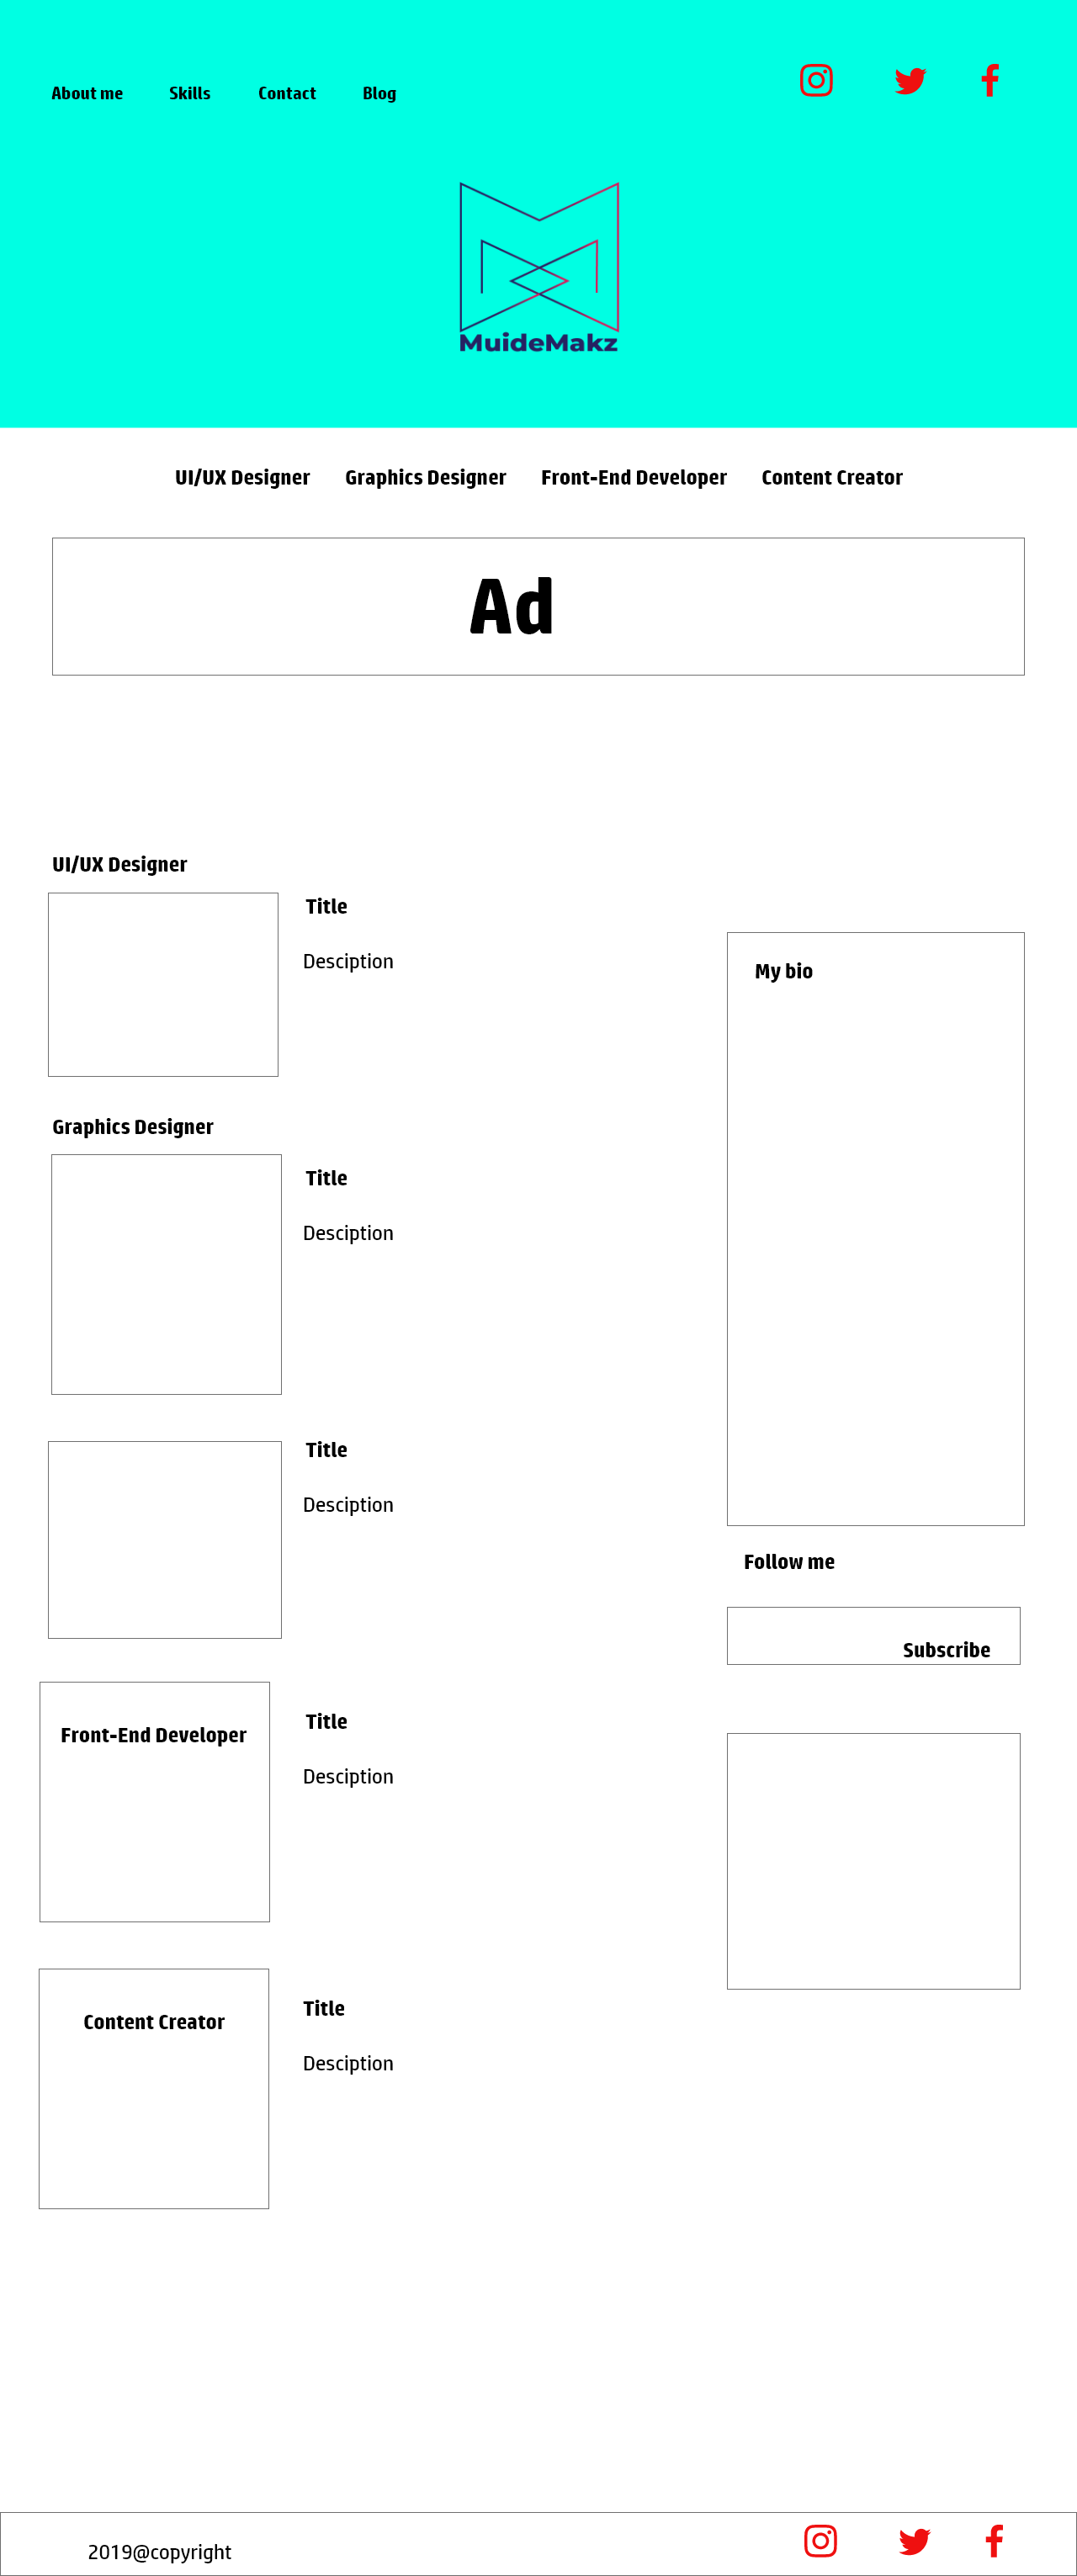 About me Skills Contact Blog
MuideMakz
UI/UX Designer Graphics Designer Front-End Developer Content Creator
Ad
UI/UX Designer
Title
Desciption
My bio
Graphics Designer
Title
Desciption
Title
Desciption
Follow me
Subscribe
Front-End Developer
Title
Desciption
Content Creator
Title
Desciption
2019@copyright